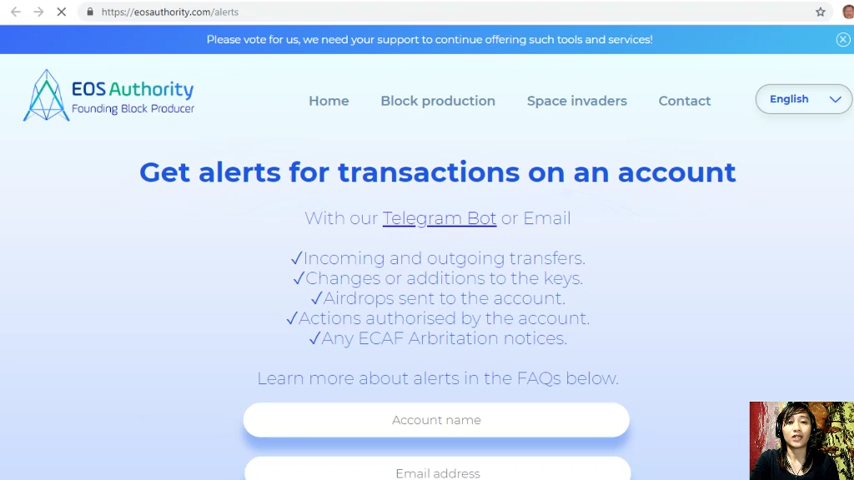 https://eosauthority.com/alerts
Please vote for us, we need your support to continue offering such tools and services!
EOS Authority
Founding Block Producer
Home Block production Space invaders Contact English
Get alerts for transactions on an account
With our Telegram Bot or Email
✓Incoming and outgoing transfers.
✓Changes or additions to the keys.
✓Airdrops sent to the account.
✓Actions authorised by the account.
✓Any ECAF Arbritation notices.
Learn more about alerts in the FAQs below.
Account name
Email address